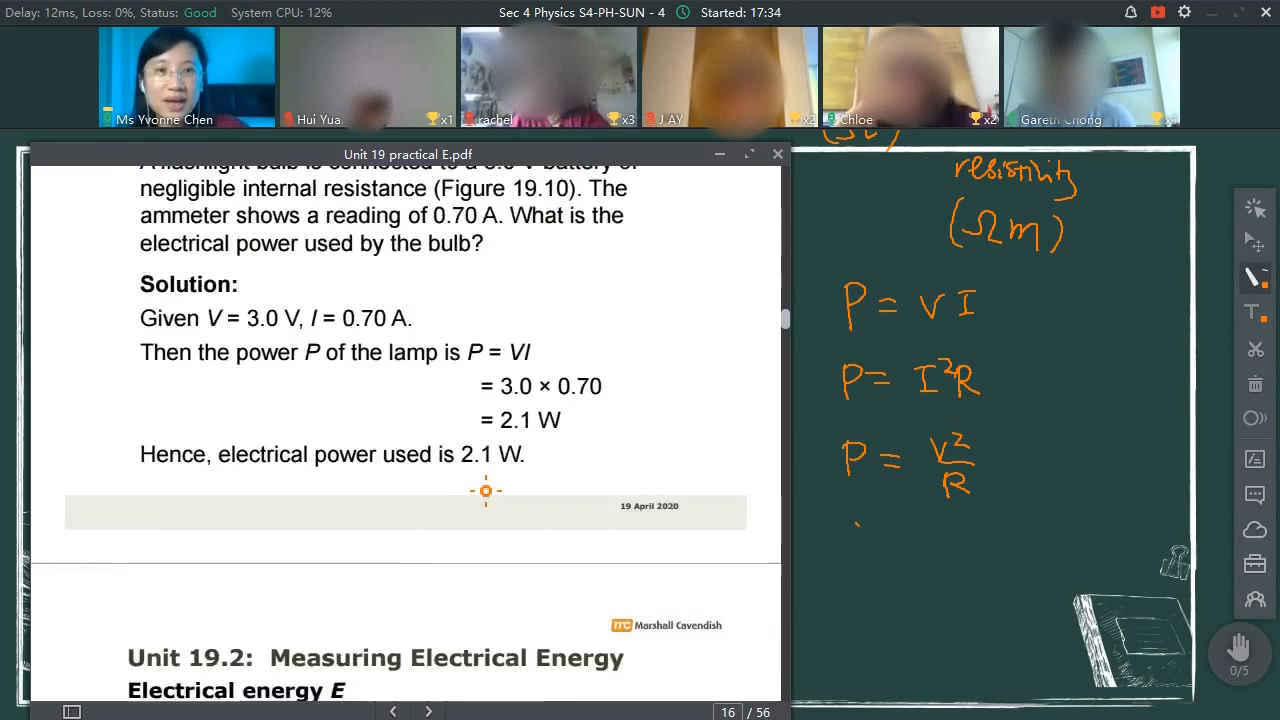 Delay: 12ms, Loss: 0%, Status: Good System CPU: 12%
Sec 4 Physics S4-PH-SUN - 4 Started: 17:34
Ms Yvonne Chen
Hui Yua.
x1
rachel
x3
J AY
x2
Chloe
x2
Gareth Chong
Unit 19 practical E.pdf
negligible internal resistance (Figure 19.10). The
ammeter shows a reading of 0.70 A. What is the
electrical power used by the bulb?
Solution:
Given V = 3.0 V, I = 0.70 A.
Then the power P of the lamp is P = VI
= 3.0 × 0.70
= 2.1 W
Hence, electrical power used is 2.1 W.
19 April 2020
mc Marshall Cavendish
Unit 19.2: Measuring Electrical Energy
Electrical energy E
16 / 56
resistivity
(Ωm)
P = VI
P = I²R
P = V²/R
0/5